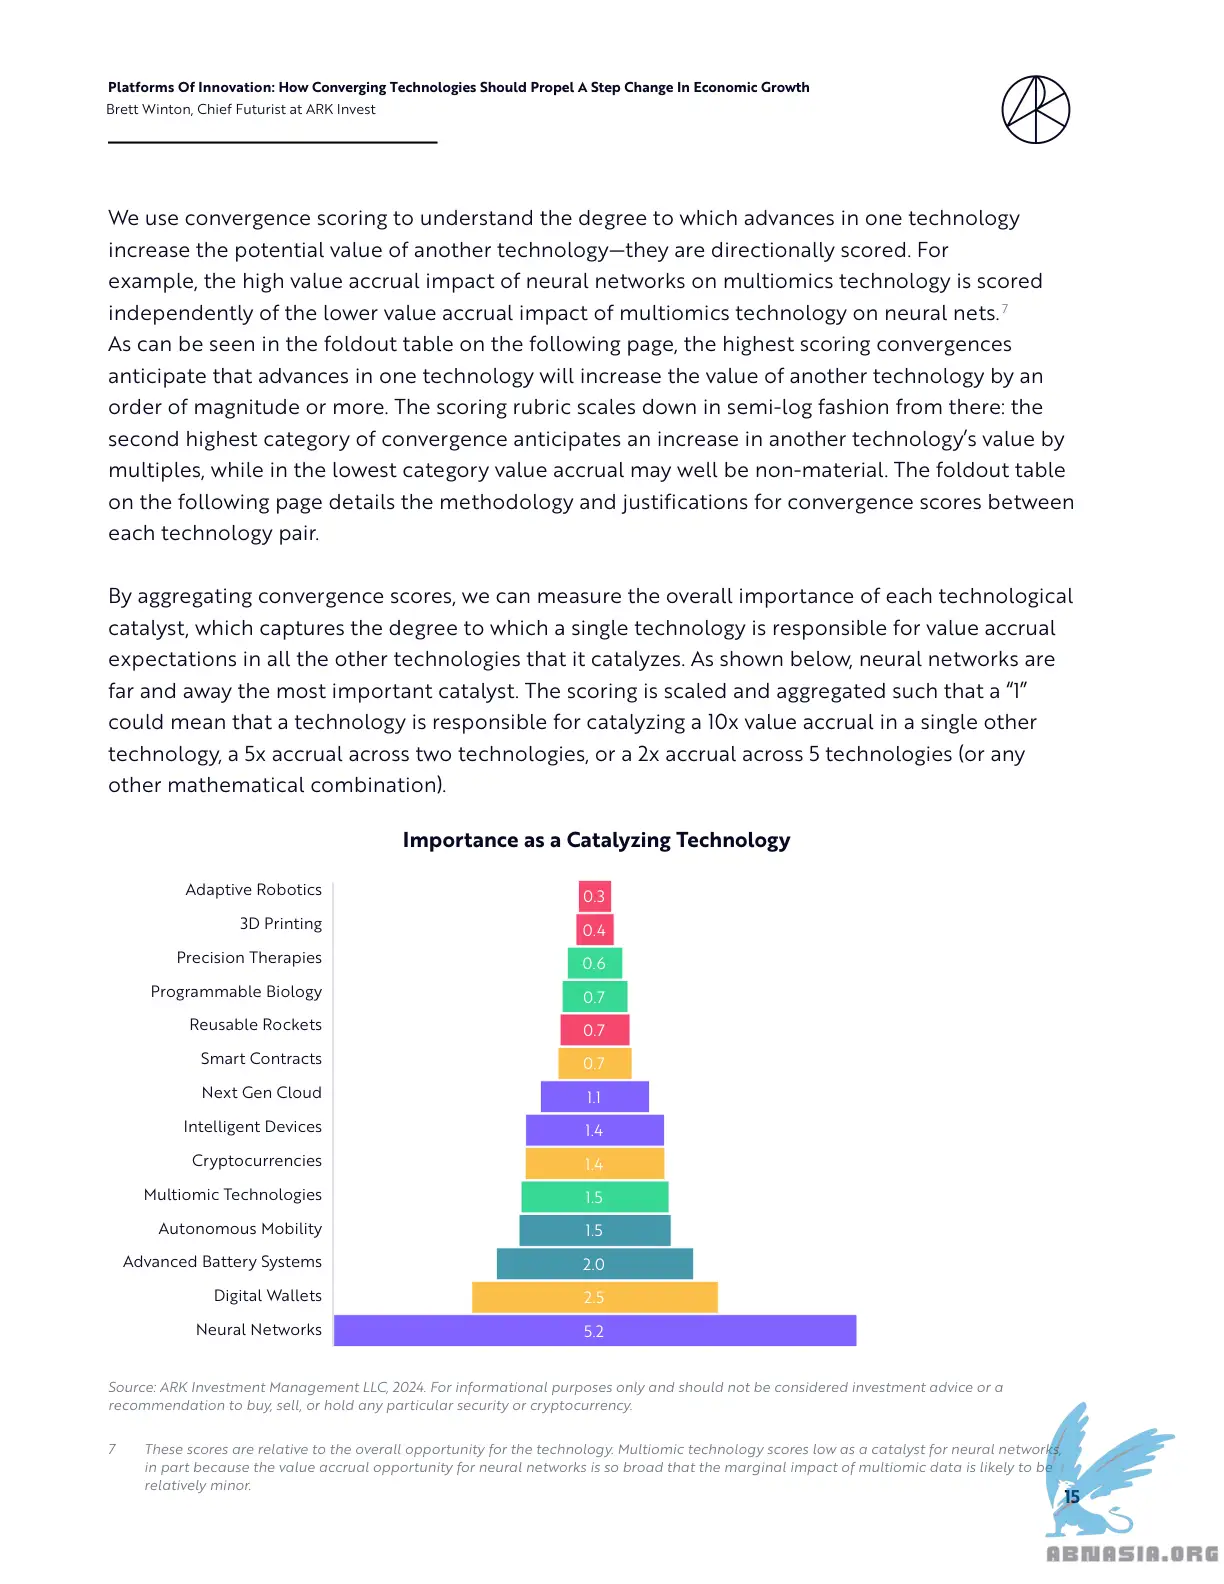 Platforms Of Innovation: How Converging Technologies Should Propel A Step Change In Economic Growth
Brett Winton, Chief Futurist at ARK Invest
We use convergence scoring to understand the degree to which advances in one technology
increase the potential value of another technology—they are directionally scored. For
example, the high value accrual impact of neural networks on multiomics technology is scored
independently of the lower value accrual impact of multiomics technology on neural nets.7
As can be seen in the foldout table on the following page, the highest scoring convergences
anticipate that advances in one technology will increase the value of another technology by an
order of magnitude or more. The scoring rubric scales down in semi-log fashion from there: the
second highest category of convergence anticipates an increase in another technology's value by
multiples, while in the lowest category value accrual may well be non-material. The foldout table
on the following page details the methodology and justifications for convergence scores between
each technology pair.
By aggregating convergence scores, we can measure the overall importance of each technological
catalyst, which captures the degree to which a single technology is responsible for value accrual
expectations in all the other technologies that it catalyzes. As shown below, neural networks are
far and away the most important catalyst. The scoring is scaled and aggregated such that a “1”
could mean that a technology is responsible for catalyzing a 10x value accrual in a single other
technology, a 5x accrual across two technologies, or a 2x accrual across 5 technologies (or any
other mathematical combination).
Importance as a Catalyzing Technology
Adaptive Robotics 0.3
3D Printing 0.4
Precision Therapies 0.6
Programmable Biology 0.7
Reusable Rockets 0.7
Smart Contracts 0.7
Next Gen Cloud 1.1
Intelligent Devices 1.4
Cryptocurrencies 1.4
Multiomic Technologies 1.5
Autonomous Mobility 1.5
Advanced Battery Systems 2.0
Digital Wallets 2.5
Neural Networks 5.2
Source: ARK Investment Management LLC, 2024. For informational purposes only and should not be considered investment advice or a
recommendation to buy, sell, or hold any particular security or cryptocurrency.
7 These scores are relative to the overall opportunity for the technology. Multiomic technology scores low as a catalyst for neural networks,
in part because the value accrual opportunity for neural networks is so broad that the marginal impact of multiomic data is likely to be
relatively minor.
15
ABNASIA.ORG